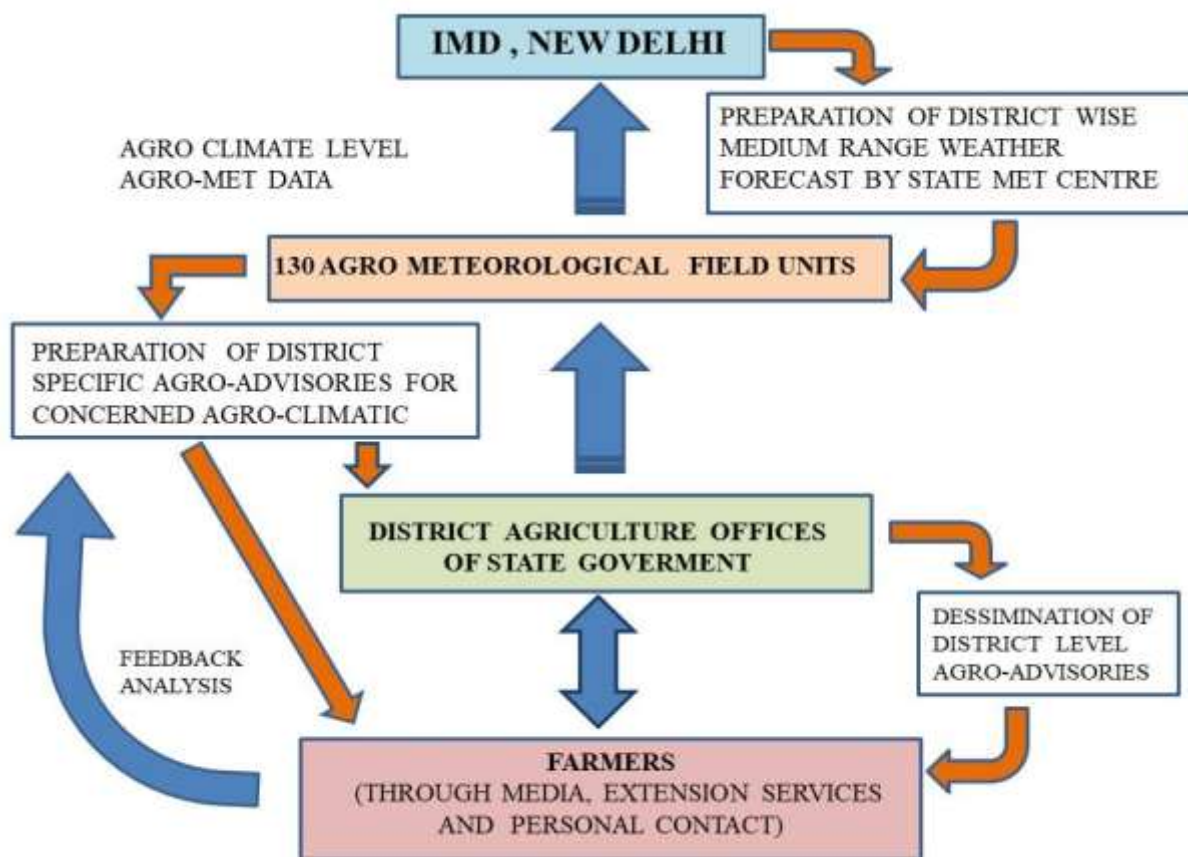 IMD , NEW DELHI
PREPARATION OF DISTRICT WISE
MEDIUM RANGE WEATHER
FORECAST BY STATE MET CENTRE
AGRO CLIMATE LEVEL
AGRO-MET DATA
130 AGRO METEOROLOGICAL FIELD UNITS
PREPARATION OF DISTRICT
SPECIFIC AGRO-ADVISORIES FOR
CONCERNED AGRO-CLIMATIC
DISTRICT AGRICULTURE OFFICES
OF STATE GOVERMENT
DESSIMINATION OF
DISTRICT LEVEL
AGRO-ADVISORIES
FEEDBACK
ANALYSIS
FARMERS
(THROUGH MEDIA, EXTENSION SERVICES
AND PERSONAL CONTACT)